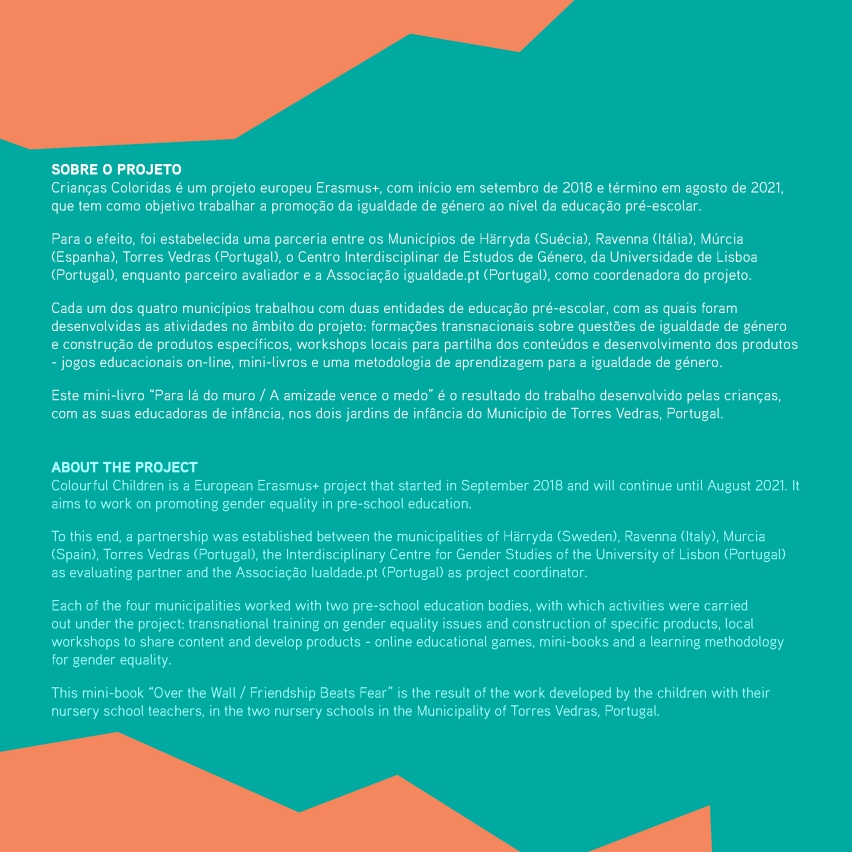 SOBRE O PROJETO
Crianças Coloridas é um projeto europeu Erasmus+, com início em setembro de 2018 e término em agosto de 2021,
que tem como objetivo trabalhar a promoção da igualdade de género ao nível da educação pré-escolar.
Para o efeito, foi estabelecida uma parceria entre os Municípios de Härryda (Suécia), Ravenna (Itália), Múrcia
(Espanha), Torres Vedras (Portugal), o Centro Interdisciplinar de Estudos de Género, da Universidade de Lisboa
(Portugal), enquanto parceiro avaliador e a Associação igualdade.pt (Portugal), como coordenadora do projeto.
Cada um dos quatro municípios trabalhou com duas entidades de educação pré-escolar, com as quais foram
desenvolvidas as atividades no âmbito do projeto: formações transnacionais sobre questões de igualdade de género
e construção de produtos específicos, workshops locais para partilha dos conteúdos e desenvolvimento dos produtos
- jogos educacionais on-line, mini-livros e uma metodologia de aprendizagem para a igualdade de género.
Este mini-livro “Para lá do muro / A amizade vence o medo” é o resultado do trabalho desenvolvido pelas crianças,
com as suas educadoras de infância, nos dois jardins de infância do Município de Torres Vedras, Portugal.
ABOUT THE PROJECT
Colourful Children is a European Erasmus+ project that started in September 2018 and will continue until August 2021. It
aims to work on promoting gender equality in pre-school education.
To this end, a partnership was established between the municipalities of Härryda (Sweden), Ravenna (Italy), Murcia
(Spain), Torres Vedras (Portugal), the Interdisciplinary Centre for Gender Studies of the University of Lisbon (Portugal)
as evaluating partner and the Associação Iualdade.pt (Portugal) as project coordinator.
Each of the four municipalities worked with two pre-school education bodies, with which activities were carried
out under the project: transnational training on gender equality issues and construction of specific products, local
workshops to share content and develop products - online educational games, mini-books and a learning methodology
for gender equality.
This mini-book “Over the Wall / Friendship Beats Fear” is the result of the work developed by the children with their
nursery school teachers, in the two nursery schools in the Municipality of Torres Vedras, Portugal.